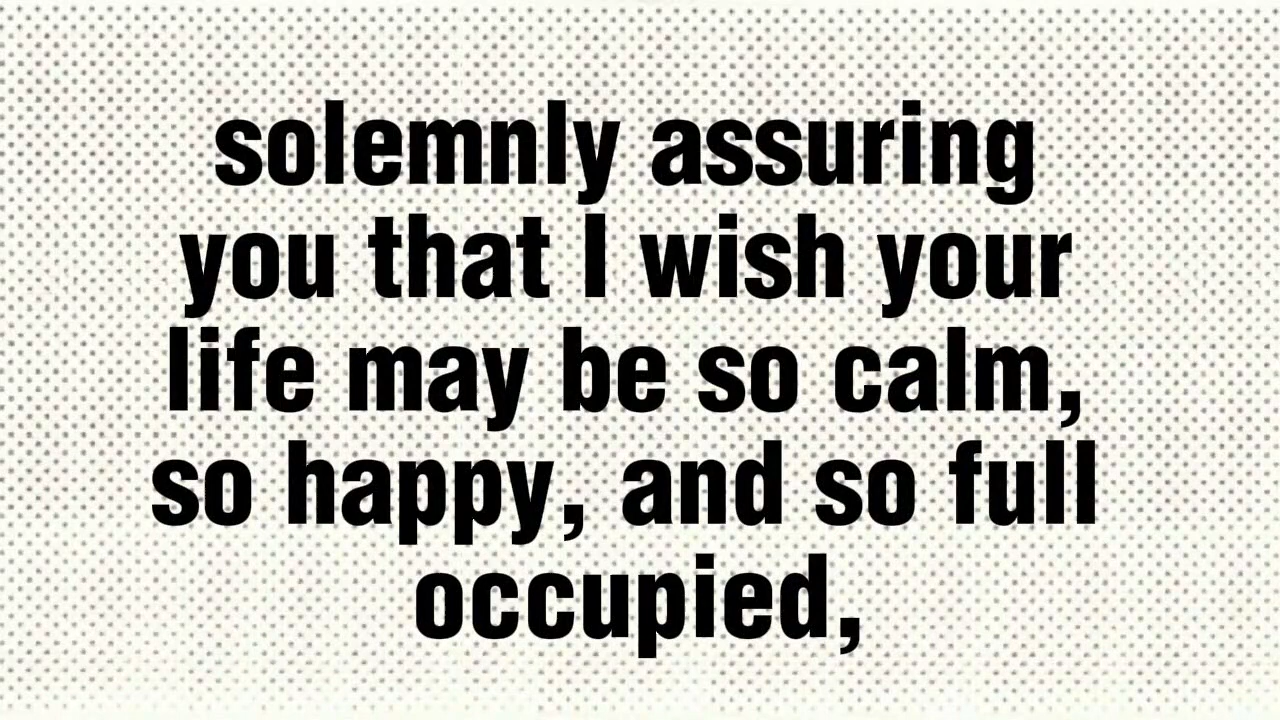 solemnly assuring
you that I wish your
life may be so calm,
so happy, and so full
occupied,